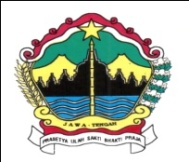 JAWA - TENGAH
PRASETYA ULAH SAKTI BHAKTI PRAJA